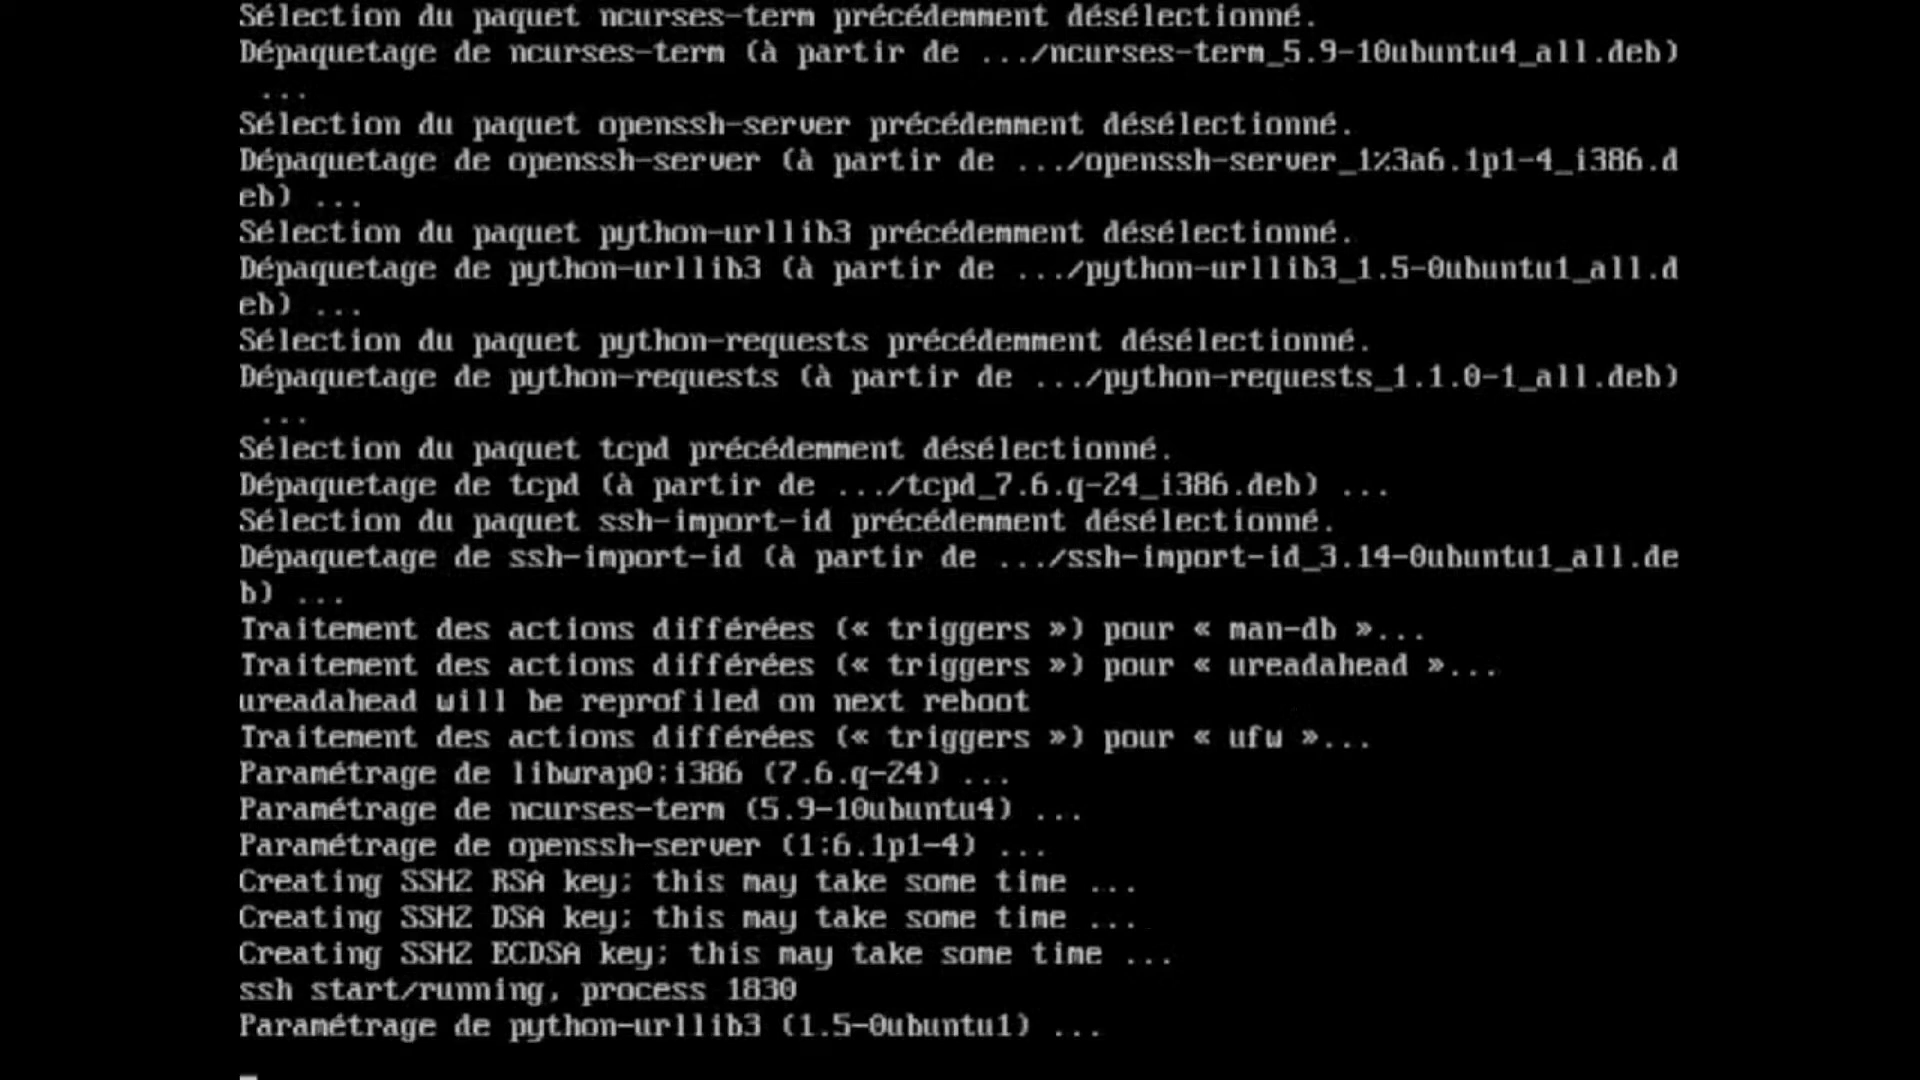 Sélection du paquet ncurses-term précédemment désélectionné.
Dépaquetage de ncurses-term (à partir de .../ncurses-term_5.9-10ubuntu4_all.deb)
 ...
Sélection du paquet openssh-server précédemment désélectionné.
Dépaquetage de openssh-server (à partir de .../openssh-server_1%3a6.1p1-4_i386.d
eb) ...
Sélection du paquet python-urllib3 précédemment désélectionné.
Dépaquetage de python-urllib3 (à partir de .../python-urllib3_1.5-0ubuntu1_all.d
eb) ...
Sélection du paquet python-requests précédemment désélectionné.
Dépaquetage de python-requests (à partir de .../python-requests_1.1.0-1_all.deb)
 ...
Sélection du paquet tcpd précédemment désélectionné.
Dépaquetage de tcpd (à partir de .../tcpd_7.6.q-24_i386.deb) ...
Sélection du paquet ssh-import-id précédemment désélectionné.
Dépaquetage de ssh-import-id (à partir de .../ssh-import-id_3.14-0ubuntu1_all.de
b) ...
Traitement des actions différées (« triggers ») pour « man-db »...
Traitement des actions différées (« triggers ») pour « ureadahead »...
ureadahead will be reprofiled on next reboot
Traitement des actions différées (« triggers ») pour « ufw »...
Paramétrage de libwrap0:i386 (7.6.q-24) ...
Paramétrage de ncurses-term (5.9-10ubuntu4) ...
Paramétrage de openssh-server (1:6.1p1-4) ...
Creating SSH2 RSA key; this may take some time ...
Creating SSH2 DSA key; this may take some time ...
Creating SSH2 ECDSA key; this may take some time ...
ssh start/running, process 1830
Paramétrage de python-urllib3 (1.5-0ubuntu1) ...